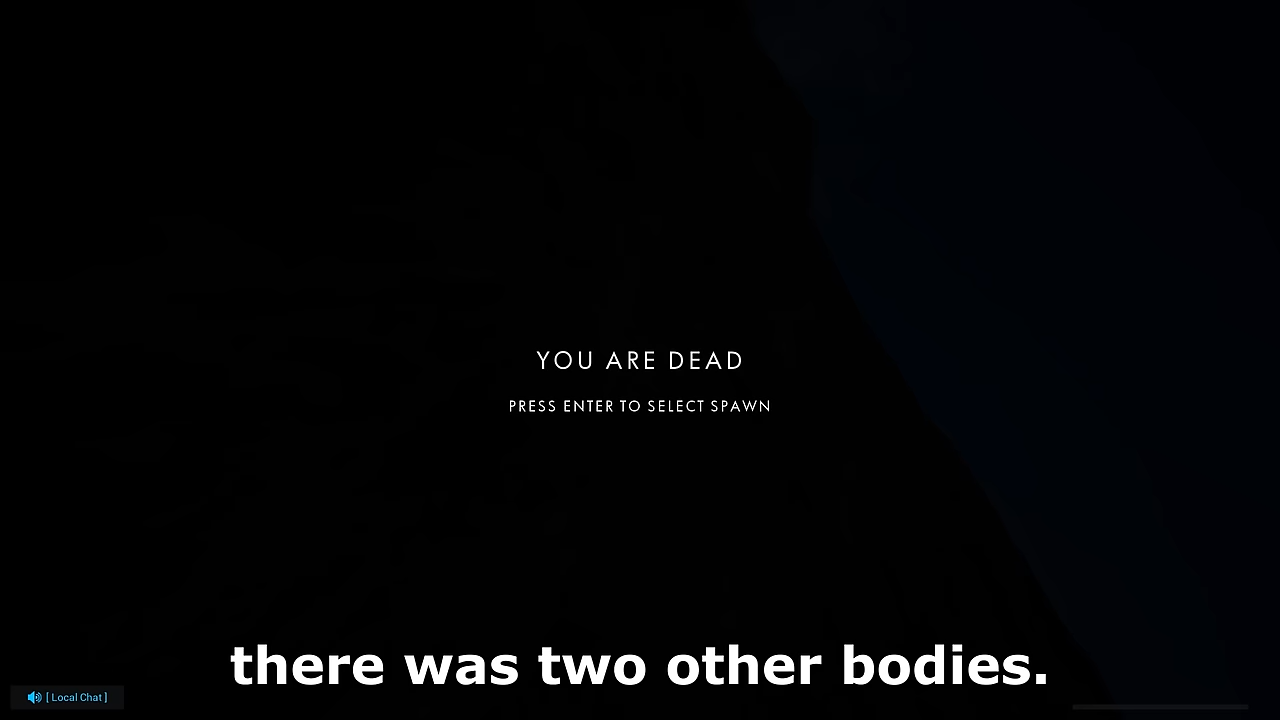 YOU ARE DEAD
PRESS ENTER TO SELECT SPAWN
there was two other bodies.
[ Local Chat ]